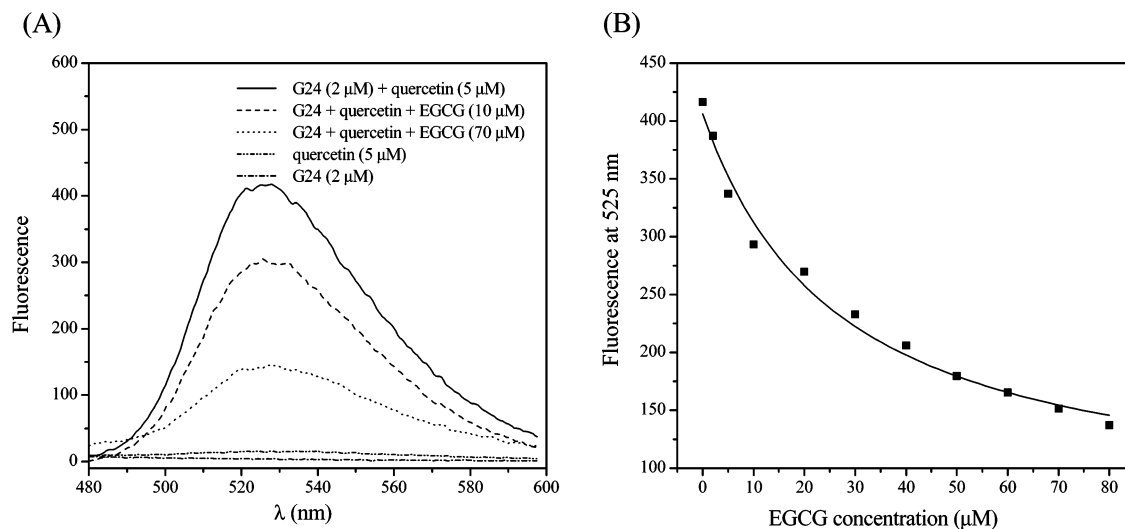 (A)
600
500
400
300
200
100
0
480
500
520
540
560
580
600
Fluorescence
λ (nm)
G24 (2 μM) + quercetin (5 μM)
G24 + quercetin + EGCG (10 μM)
G24 + quercetin + EGCG (70 μM)
quercetin (5 μM)
G24 (2 μM)
(B)
450
400
350
300
250
200
150
100
0
10
20
30
40
50
60
70
80
Fluorescence at 525 nm
EGCG concentration (μM)